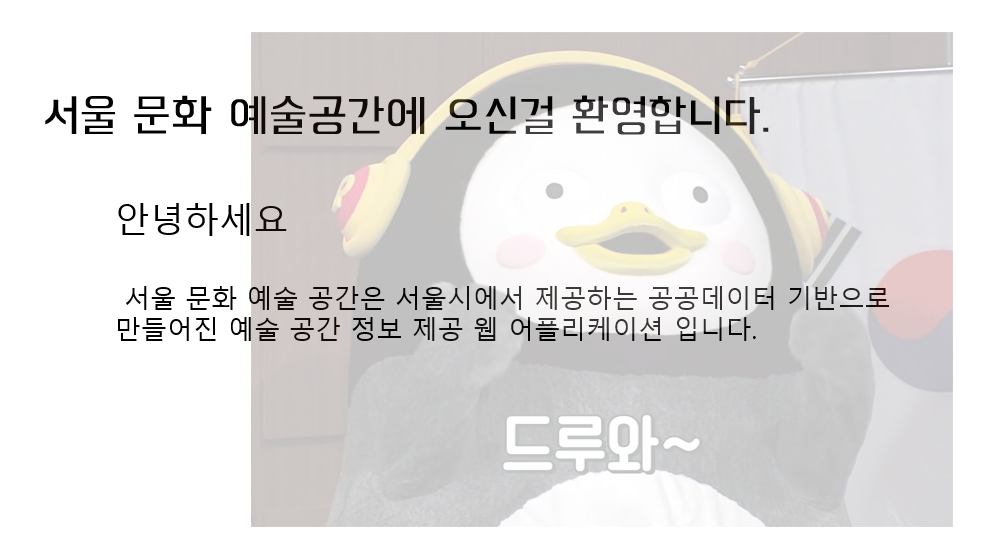 서울 문화 예술공간에 오신걸 환영합니다.
안녕하세요
서울 문화 예술 공간은 서울시에서 제공하는 공공데이터 기반으로
만들어진 예술 공간 정보 제공 웹 어플리케이션 입니다.
드루와~